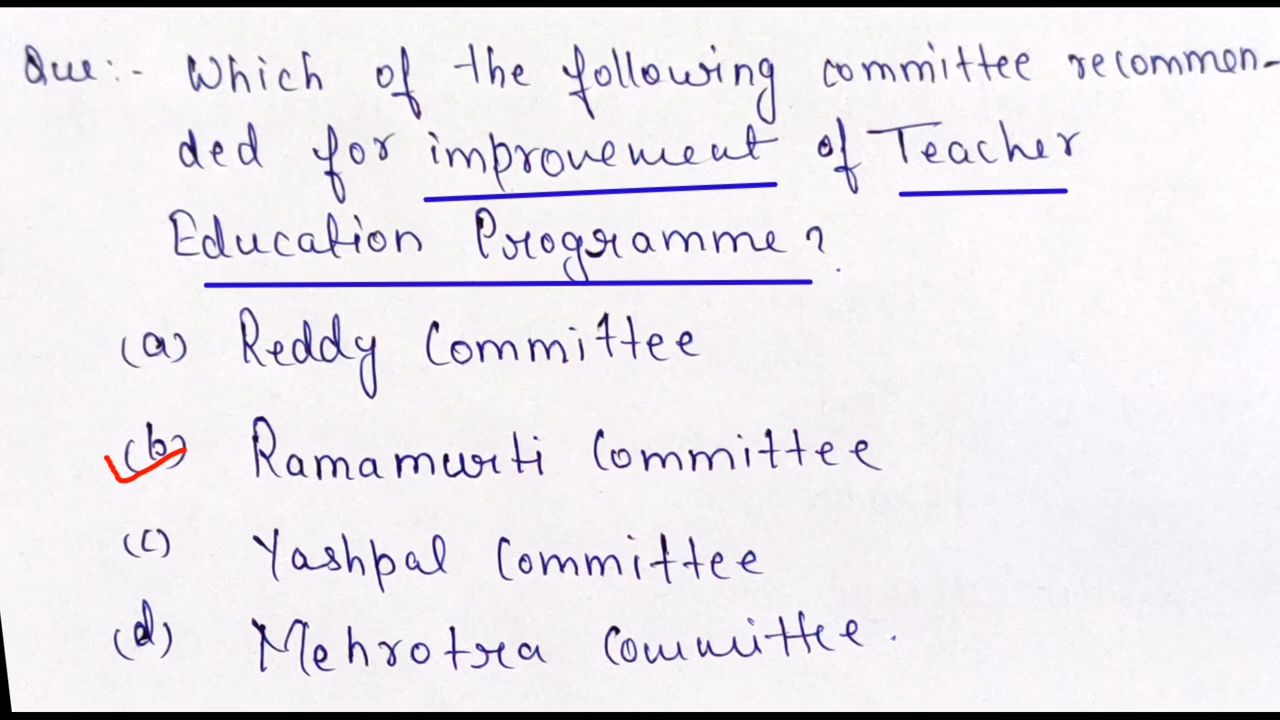 Que:- Which of the following committee recommen-
ded for improvement of Teacher
Education Programme?
(a) Reddy Committee
(b) Ramamurti Committee
(c) Yashpal Committee
(d) Mehrotra Committee.